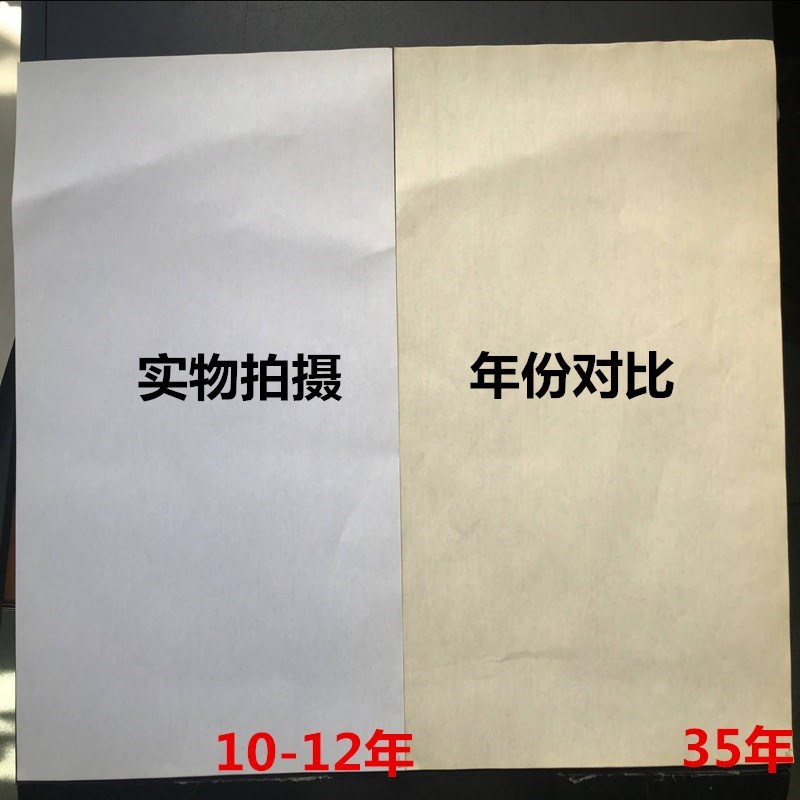 实物拍摄
年份对比
10-12年
35年